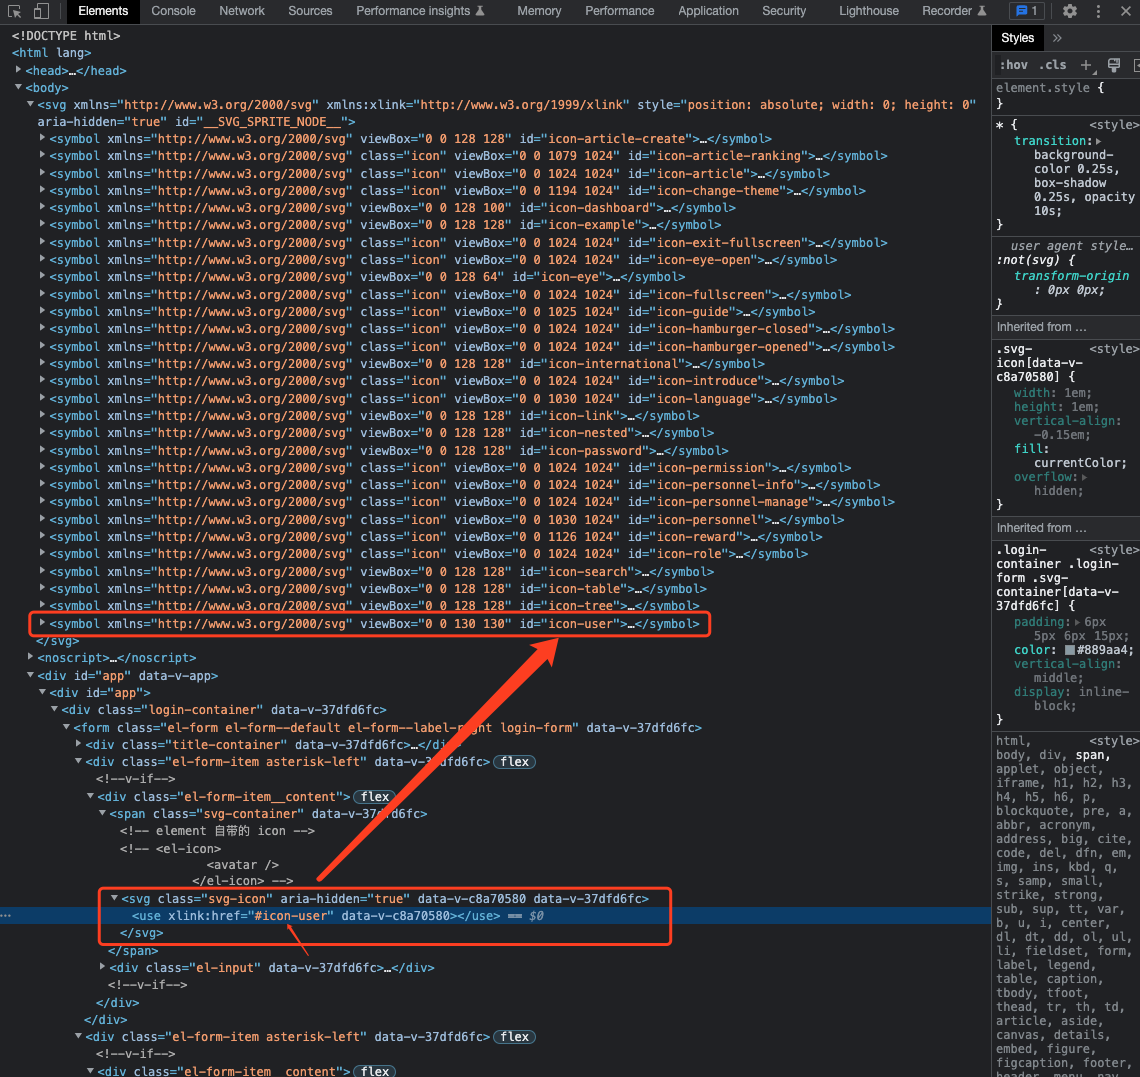 Elements Console Network Sources Performance insights Memory Performance Application Security Lighthouse Recorder 1
<!DOCTYPE html>
<html lang>
<head>…</head>
<body>
<svg xmlns="http://www.w3.org/2000/svg" xmlns:xlink="http://www.w3.org/1999/xlink" style="position: absolute; width: 0; height: 0"
aria-hidden="true" id="__SVG_SPRITE_NODE__">
<symbol xmlns="http://www.w3.org/2000/svg" viewBox="0 0 128 128" id="icon-article-create">…</symbol>
<symbol xmlns="http://www.w3.org/2000/svg" class="icon" viewBox="0 0 1079 1024" id="icon-article-ranking">…</symbol>
<symbol xmlns="http://www.w3.org/2000/svg" class="icon" viewBox="0 0 1024 1024" id="icon-article">…</symbol>
<symbol xmlns="http://www.w3.org/2000/svg" class="icon" viewBox="0 0 1194 1024" id="icon-change-theme">…</symbol>
<symbol xmlns="http://www.w3.org/2000/svg" viewBox="0 0 128 100" id="icon-dashboard">…</symbol>
<symbol xmlns="http://www.w3.org/2000/svg" viewBox="0 0 128 128" id="icon-example">…</symbol>
<symbol xmlns="http://www.w3.org/2000/svg" class="icon" viewBox="0 0 1024 1024" id="icon-exit-fullscreen">…</symbol>
<symbol xmlns="http://www.w3.org/2000/svg" class="icon" viewBox="0 0 1024 1024" id="icon-eye-open">…</symbol>
<symbol xmlns="http://www.w3.org/2000/svg" viewBox="0 0 128 64" id="icon-eye">…</symbol>
<symbol xmlns="http://www.w3.org/2000/svg" class="icon" viewBox="0 0 1024 1024" id="icon-fullscreen">…</symbol>
<symbol xmlns="http://www.w3.org/2000/svg" class="icon" viewBox="0 0 1025 1024" id="icon-guide">…</symbol>
<symbol xmlns="http://www.w3.org/2000/svg" class="icon" viewBox="0 0 1024 1024" id="icon-hamburger-closed">…</symbol>
<symbol xmlns="http://www.w3.org/2000/svg" class="icon" viewBox="0 0 1024 1024" id="icon-hamburger-opened">…</symbol>
<symbol xmlns="http://www.w3.org/2000/svg" viewBox="0 0 128 128" id="icon-international">…</symbol>
<symbol xmlns="http://www.w3.org/2000/svg" class="icon" viewBox="0 0 1024 1024" id="icon-introduce">…</symbol>
<symbol xmlns="http://www.w3.org/2000/svg" class="icon" viewBox="0 0 1030 1024" id="icon-language">…</symbol>
<symbol xmlns="http://www.w3.org/2000/svg" viewBox="0 0 128 128" id="icon-link">…</symbol>
<symbol xmlns="http://www.w3.org/2000/svg" viewBox="0 0 128 128" id="icon-nested">…</symbol>
<symbol xmlns="http://www.w3.org/2000/svg" viewBox="0 0 128 128" id="icon-password">…</symbol>
<symbol xmlns="http://www.w3.org/2000/svg" class="icon" viewBox="0 0 1024 1024" id="icon-permission">…</symbol>
<symbol xmlns="http://www.w3.org/2000/svg" class="icon" viewBox="0 0 1024 1024" id="icon-personnel-info">…</symbol>
<symbol xmlns="http://www.w3.org/2000/svg" class="icon" viewBox="0 0 1024 1024" id="icon-personnel-manage">…</symbol>
<symbol xmlns="http://www.w3.org/2000/svg" class="icon" viewBox="0 0 1030 1024" id="icon-personnel">…</symbol>
<symbol xmlns="http://www.w3.org/2000/svg" class="icon" viewBox="0 0 1126 1024" id="icon-reward">…</symbol>
<symbol xmlns="http://www.w3.org/2000/svg" class="icon" viewBox="0 0 1024 1024" id="icon-role">…</symbol>
<symbol xmlns="http://www.w3.org/2000/svg" viewBox="0 0 128 128" id="icon-search">…</symbol>
<symbol xmlns="http://www.w3.org/2000/svg" viewBox="0 0 128 128" id="icon-table">…</symbol>
<symbol xmlns="http://www.w3.org/2000/svg" viewBox="0 0 128 128" id="icon-tree">…</symbol>
<symbol xmlns="http://www.w3.org/2000/svg" viewBox="0 0 130 130" id="icon-user">…</symbol>
</svg>
<noscript>…</noscript>
<div id="app" data-v-app>
<div id="app">
<div class="login-container" data-v-37dfd6fc>
<form class="el-form el-form--default el-form--label-right login-form" data-v-37dfd6fc>
<div class="title-container" data-v-37dfd6fc>…</div>
<div class="el-form-item asterisk-left" data-v-37dfd6fc> flex
<!--v-if-->
<div class="el-form-item__content"> flex
<span class="svg-container" data-v-37dfd6fc>
<!-- element 自带的 icon -->
<!-- <el-icon>
<avatar />
</el-icon> -->
<svg class="svg-icon" aria-hidden="true" data-v-c8a70580 data-v-37dfd6fc>
<use xlink:href="#icon-user" data-v-c8a70580></use> == $0
</svg>
</span>
<div class="el-input" data-v-37dfd6fc>…</div>
<!--v-if-->
</div>
</div>
<div class="el-form-item asterisk-left" data-v-37dfd6fc> flex
<!--v-if-->
<div class="el-form-item__content"> flex
Styles
:hov .cls +
element.style {
}
* { <style>
transition:
background-
color 0.25s,
box-shadow
0.25s, opacity
10s;
}
user agent style…
:not(svg) {
transform-origin
: 0px 0px;
}
Inherited from …
.svg- <style>
icon[data-v-
c8a70580] {
width: 1em;
height: 1em;
vertical-align:
-0.15em;
fill:
currentColor;
overflow:
hidden;
}
Inherited from …
.login- <style>
container .login-
form .svg-
container[data-v-
37dfd6fc] {
padding: 6px
5px 6px 15px;
color: #889aa4;
vertical-align:
middle;
display: inline-
block;
}
html, <style>
body, div, span,
applet, object,
iframe, h1, h2, h3,
h4, h5, h6, p,
blockquote, pre, a,
abbr, acronym,
address, big, cite,
code, del, dfn, em,
img, ins, kbd, q,
s, samp, small,
strike, strong,
sub, sup, tt, var,
b, u, i, center,
dl, dt, dd, ol, ul,
li, fieldset, form,
label, legend,
table, caption,
tbody, tfoot,
thead, tr, th, td,
article, aside,
canvas, details,
embed, figure,
figcaption, footer,
header, menu, nav,